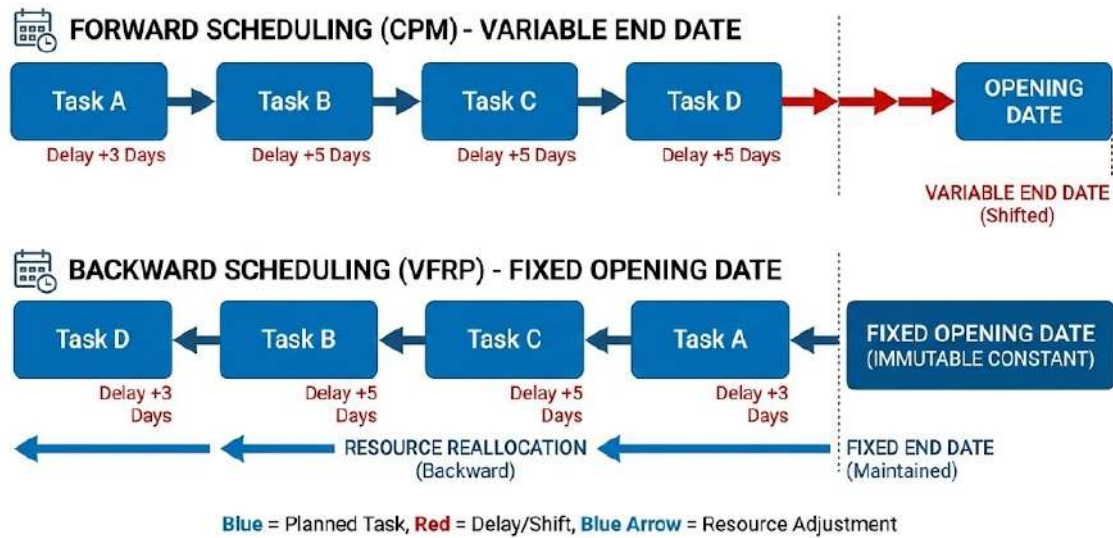 FORWARD SCHEDULING (CPM) - VARIABLE END DATE
Task A
Task B
Task C
Task D
OPENING
DATE
Delay +3 Days
Delay +5 Days
Delay +5 Days
Delay +5 Days
VARIABLE END DATE
(Shifted)
BACKWARD SCHEDULING (VFRP) - FIXED OPENING DATE
Task D
Task B
Task C
Task A
FIXED OPENING DATE
(IMMUTABLE CONSTANT)
Delay +3
Days
Delay +5
Days
Delay +5
Days
Delay +3
Days
RESOURCE REALLOCATION
(Backward)
FIXED END DATE
(Maintained)
Blue = Planned Task, Red = Delay/Shift, Blue Arrow = Resource Adjustment